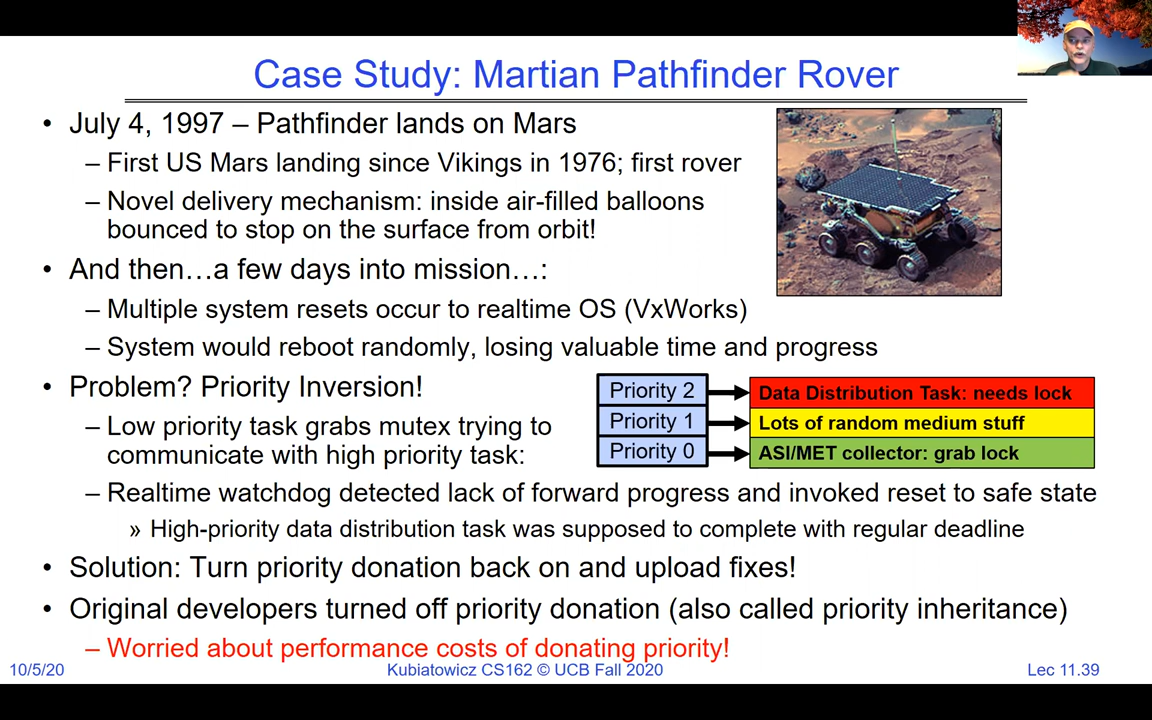 Case Study: Martian Pathfinder Rover
• July 4, 1997 – Pathfinder lands on Mars
– First US Mars landing since Vikings in 1976; first rover
– Novel delivery mechanism: inside air-filled balloons
bounced to stop on the surface from orbit!
• And then…a few days into mission…:
– Multiple system resets occur to realtime OS (VxWorks)
– System would reboot randomly, losing valuable time and progress
• Problem? Priority Inversion!
– Low priority task grabs mutex trying to
communicate with high priority task:
Priority 2 Data Distribution Task: needs lock
Priority 1 Lots of random medium stuff
Priority 0 ASI/MET collector: grab lock
– Realtime watchdog detected lack of forward progress and invoked reset to safe state
» High-priority data distribution task was supposed to complete with regular deadline
• Solution: Turn priority donation back on and upload fixes!
• Original developers turned off priority donation (also called priority inheritance)
– Worried about performance costs of donating priority!
10/5/20 Kubiatowicz CS162 © UCB Fall 2020 Lec 11.39